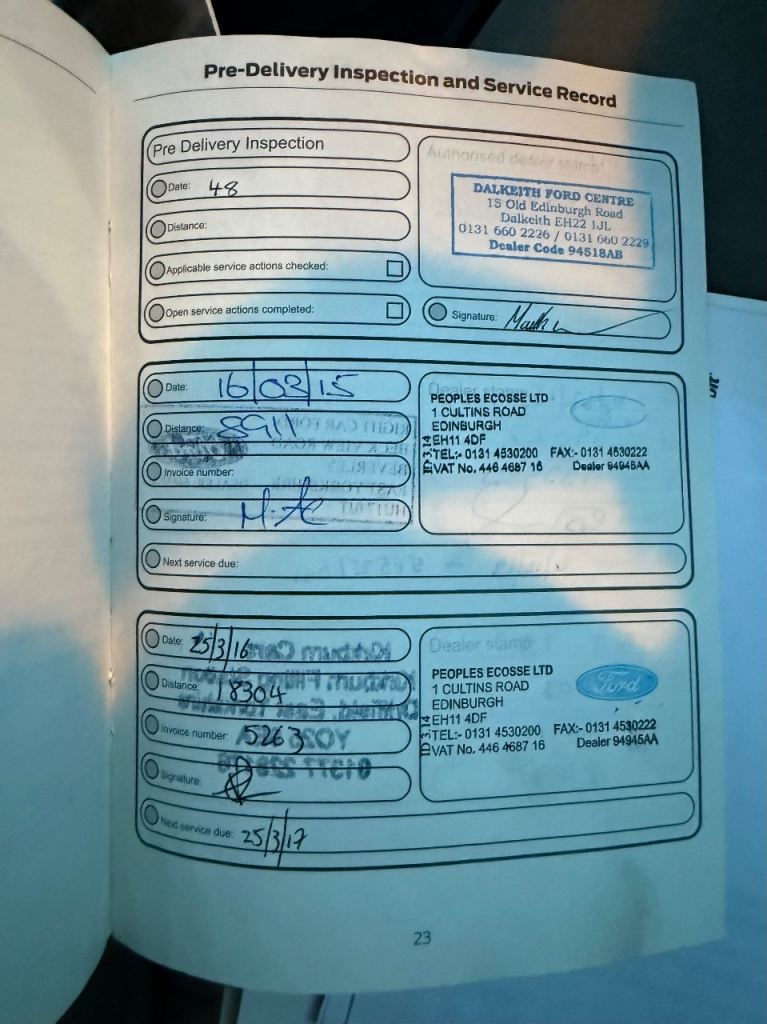 Pre-Delivery Inspection and Service Record
Pre Delivery Inspection
Date: 48
Distance:
Applicable service actions checked:
Open service actions completed:
Authorised dealer stamp
DALKEITH FORD CENTRE
15 Old Edinburgh Road
Dalkeith EH22 1JL
0131 660 2226 / 0131 660 2229
Dealer Code 94518AB
Signature:
Date: 16/03/15
Distance: 8911
Invoice number:
Signature:
Next service due:
Dealer stamp
PEOPLES ECOSSE LTD
1 CULTINS ROAD
EDINBURGH
EH11 4DF
TEL:- 0131 4530200 FAX:- 0131 4530222
VAT No. 446 4687 16 Dealer 94945AA
ID3.14
Date: 25/3/16
Distance: 18304
Invoice number: 5263
Signature:
Next service due: 25/3/17
Dealer stamp
PEOPLES ECOSSE LTD
1 CULTINS ROAD
EDINBURGH
EH11 4DF
TEL:- 0131 4530200 FAX:- 0131 4530222
VAT No. 446 4687 16 Dealer 94945AA
ID3.14
Ford
23